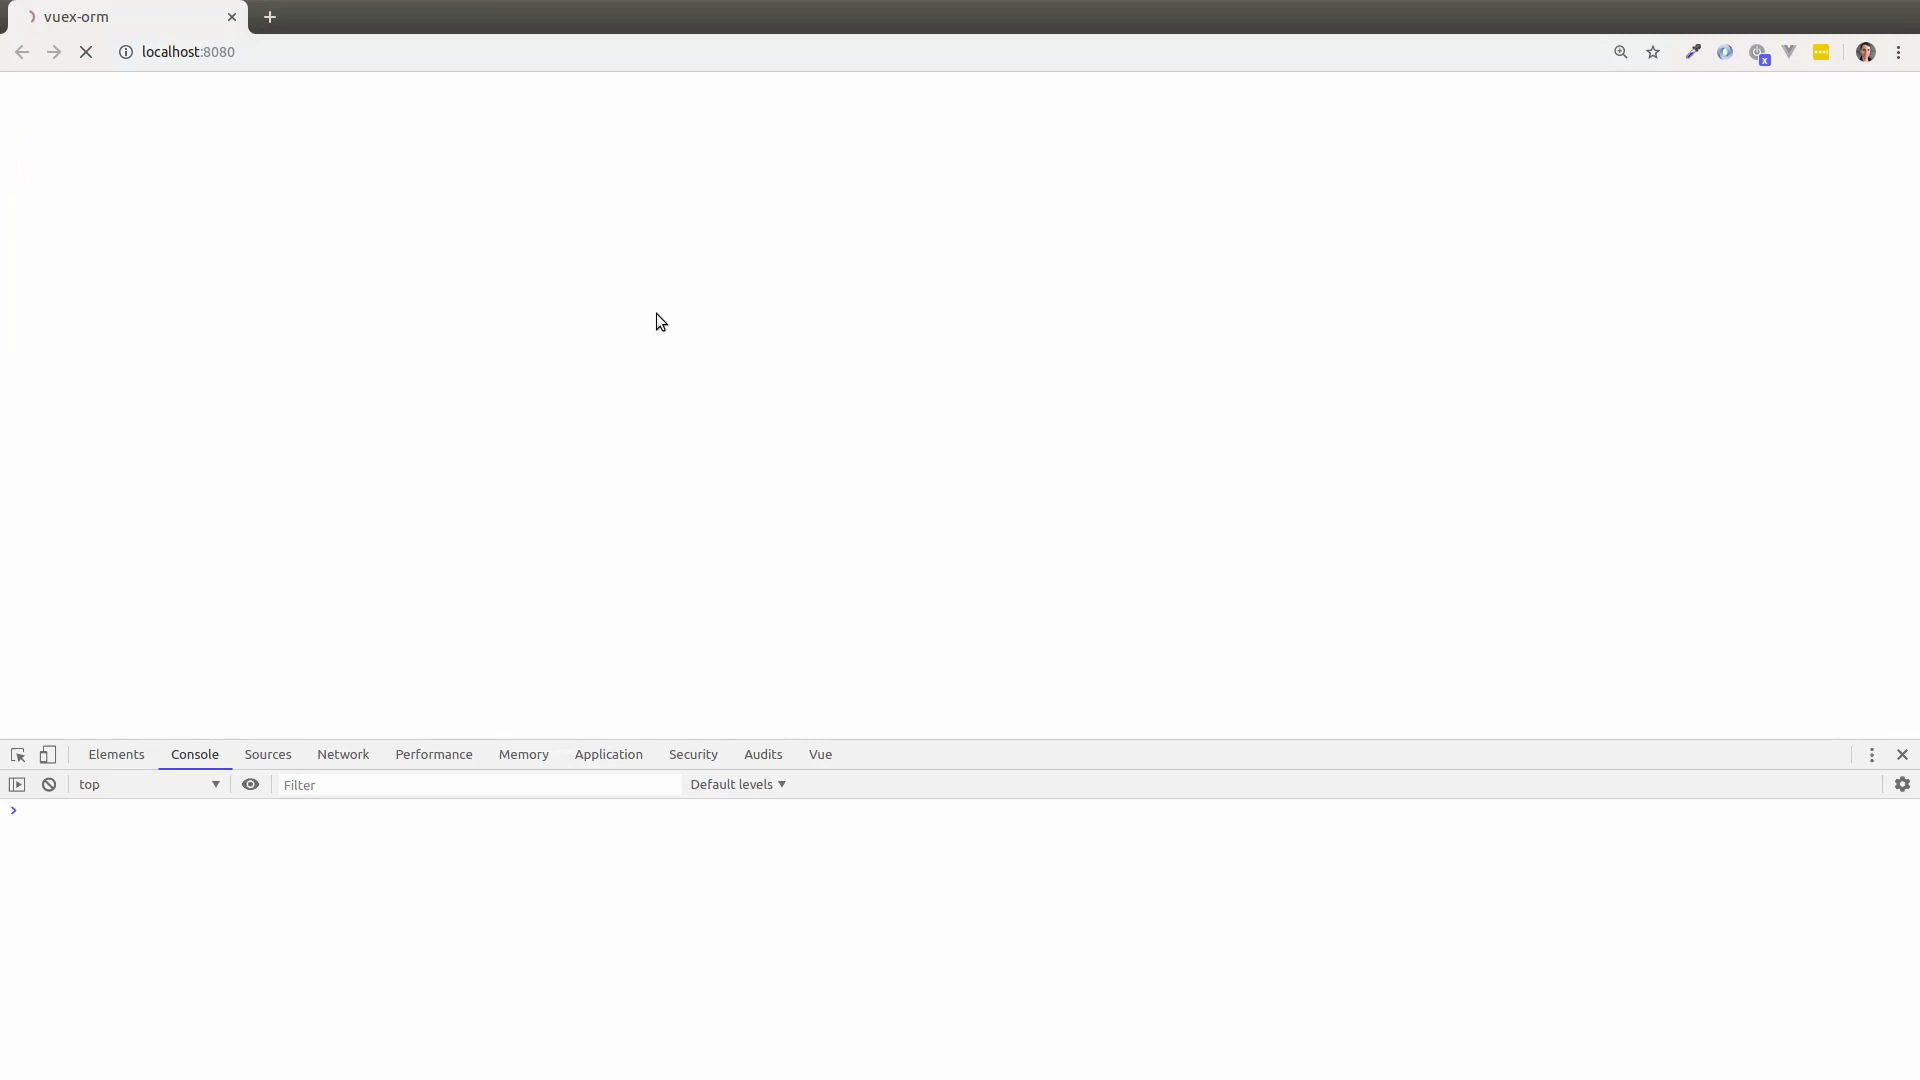 vuex-orm
localhost:8080
x
Elements Console Sources Network Performance Memory Application Security Audits Vue
top Filter Default levels